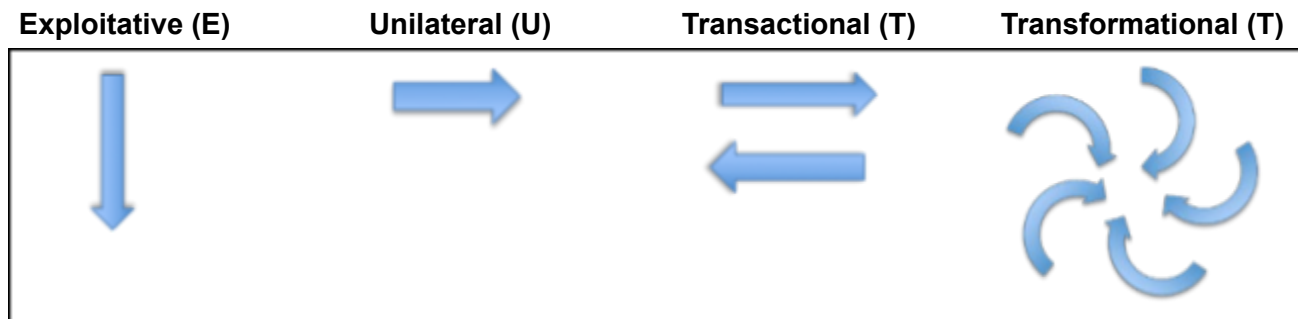 Exploitative (E) Unilateral (U) Transactional (T) Transformational (T)